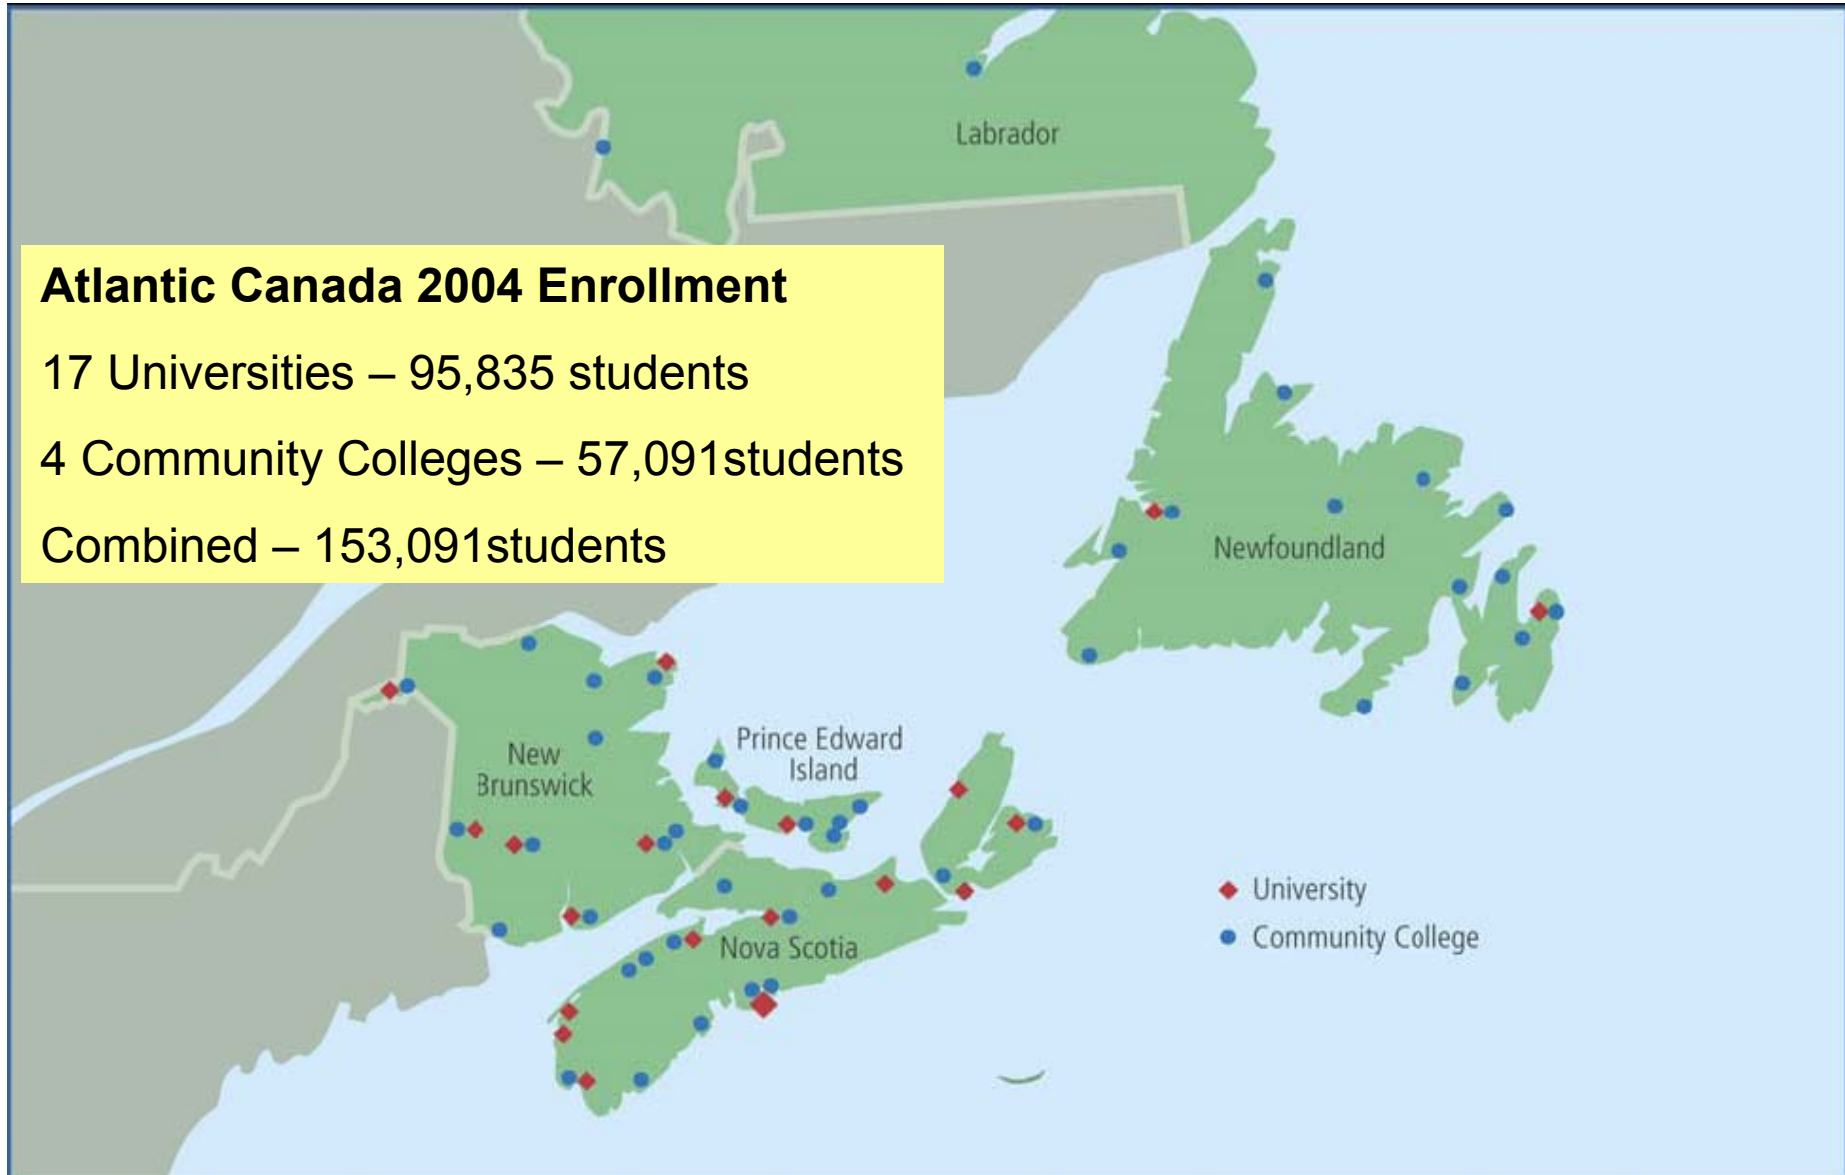 Labrador
Atlantic Canada 2004 Enrollment
17 Universities – 95,835 students
4 Community Colleges – 57,091students
Combined – 153,091students
Newfoundland
New
Brunswick
Prince Edward
Island
Nova Scotia
University
Community College